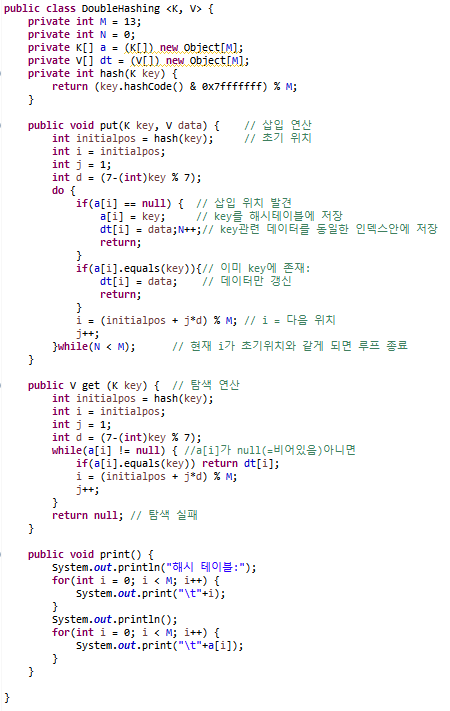 public class DoubleHashing <K, V> {
    private int M = 13;
    private int N = 0;
    private K[] a = (K[]) new Object[M];
    private V[] dt = (V[]) new Object[M];
    private int hash(K key) {
        return (key.hashCode() & 0x7fffffff) % M;
    }

    public void put(K key, V data) {    // 삽입 연산
        int initialpos = hash(key);     // 초기 위치
        int i = initialpos;
        int j = 1;
        int d = (7-(int)key % 7);
        do {
            if(a[i] == null) {  // 삽입 위치 발견
                a[i] = key;     // key를 해시테이블에 저장
                dt[i] = data;N++;// key관련 데이터를 동일한 인덱스안에 저장
                return;
            }
            if(a[i].equals(key)){// 이미 key에 존재:
                dt[i] = data;    // 데이터만 갱신
                return;
            }
            i = (initialpos + j*d) % M; // i = 다음 위치
            j++;
        }while(N < M);      // 현재 i가 초기위치와 같게 되면 루프 종료
    }

    public V get (K key) {  // 탐색 연산
        int initialpos = hash(key);
        int i = initialpos;
        int j = 1;
        int d = (7-(int)key % 7);
        while(a[i] != null) { //a[i]가 null(=비어있음)아니면
            if(a[i].equals(key)) return dt[i];
            i = (initialpos + j*d) % M;
            j++;
        }
        return null; // 탐색 실패
    }

    public void print() {
        System.out.println("해시 테이블:");
        for(int i = 0; i < M; i++) {
            System.out.print("\t"+i);
        }
        System.out.println();
        for(int i = 0; i < M; i++) {
            System.out.print("\t"+a[i]);
        }
    }

}